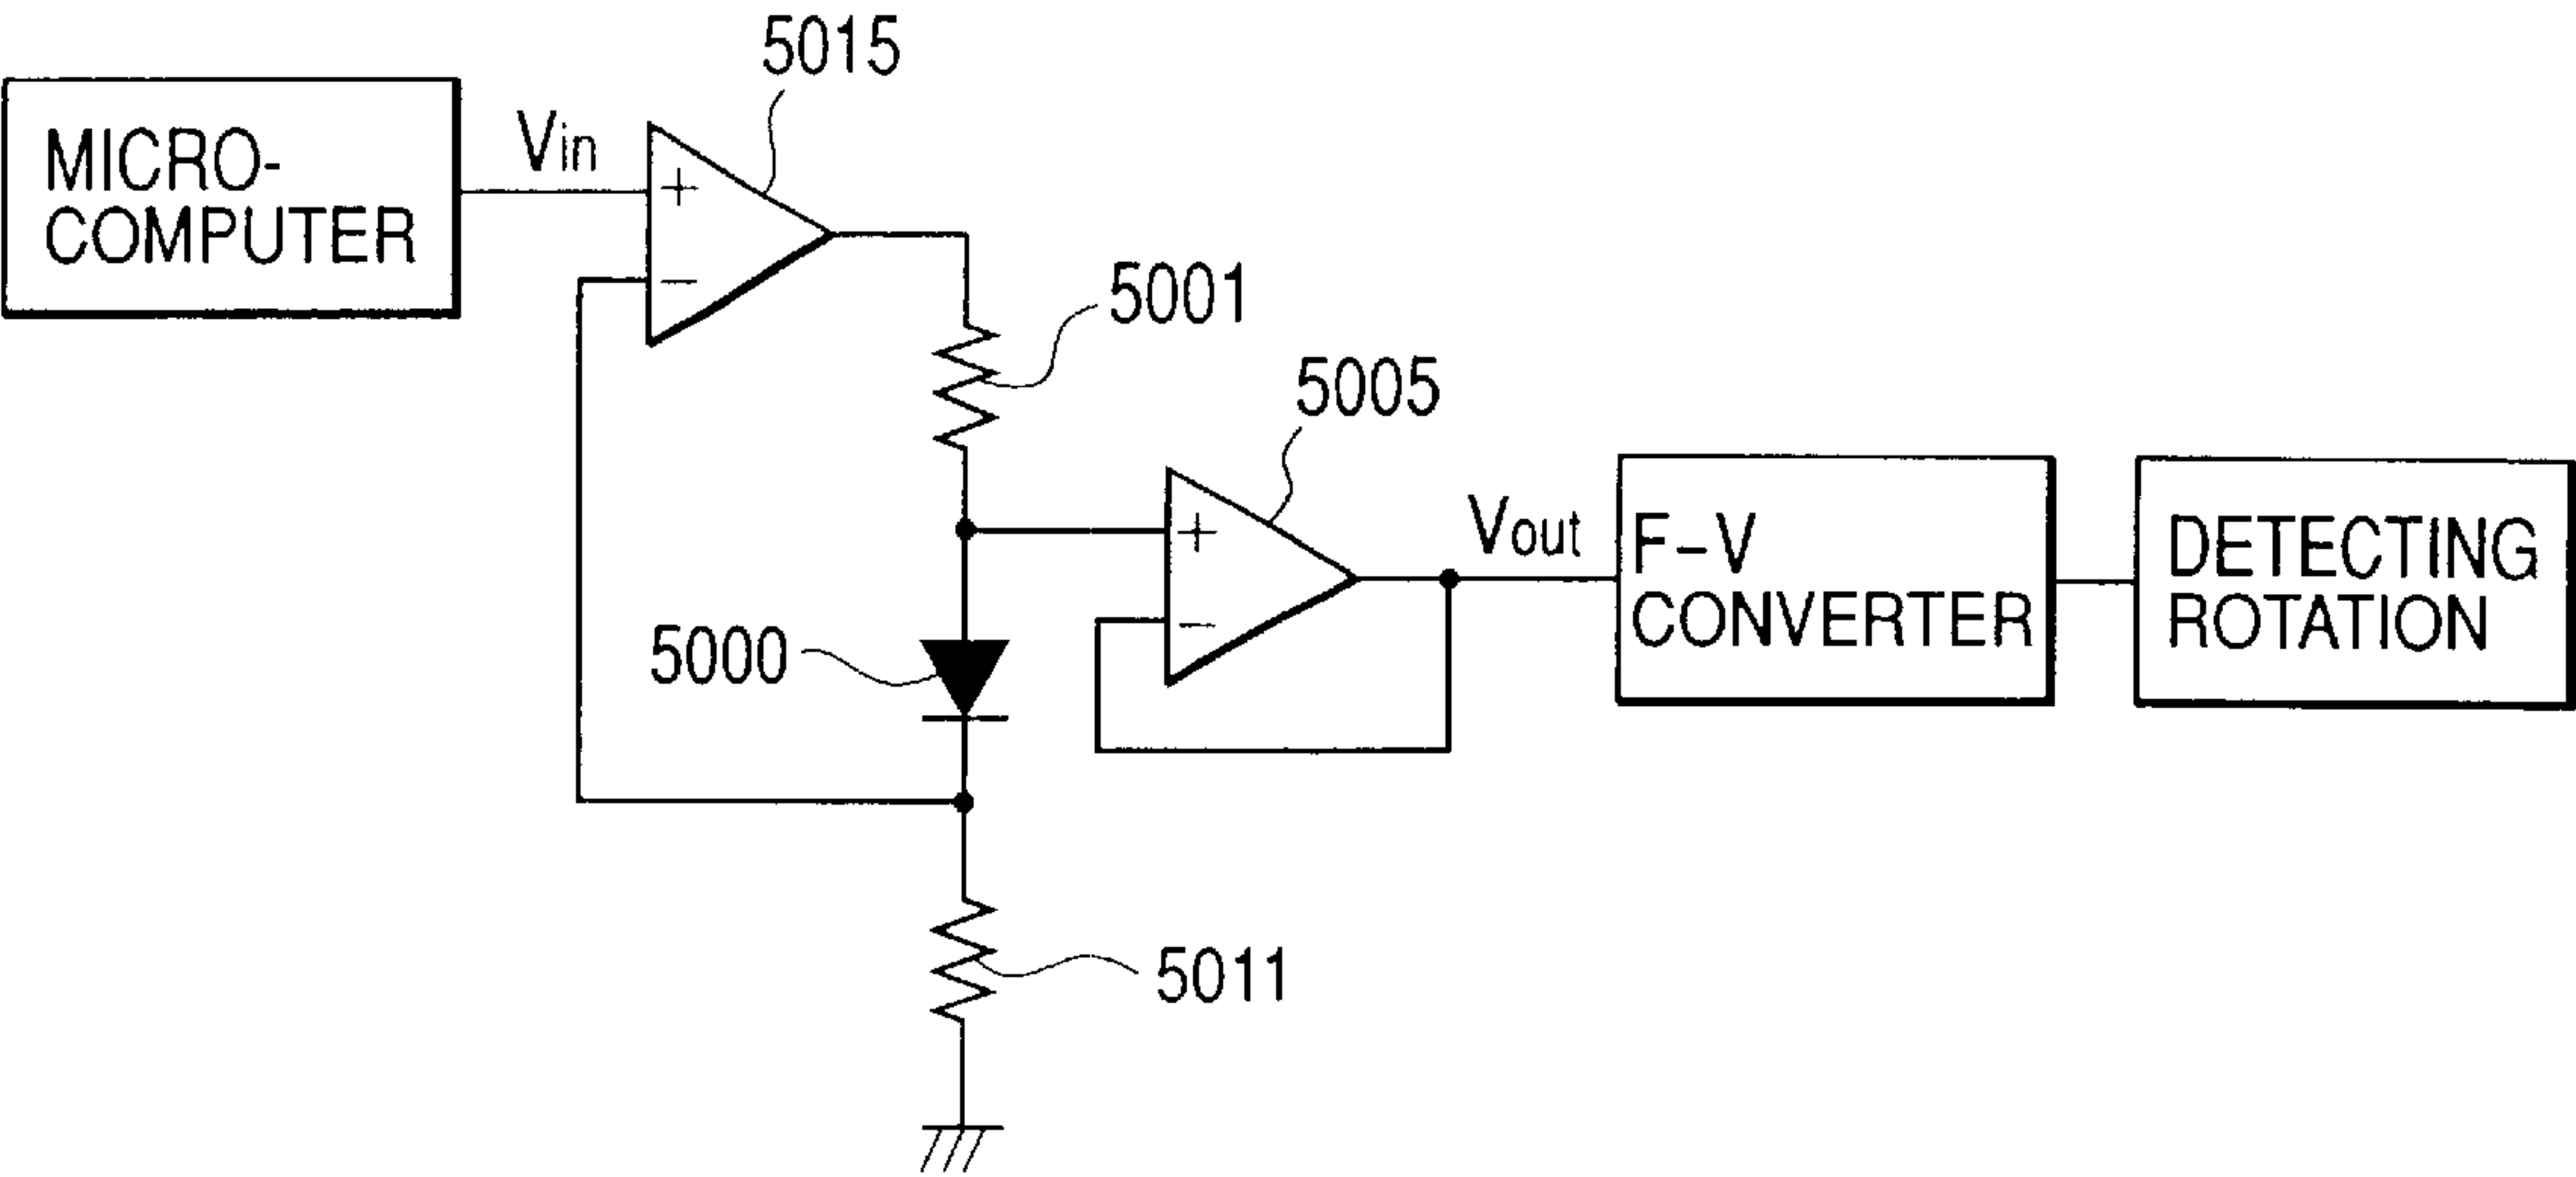 5015
MICRO-
COMPUTER
Vin
+
−
5001
5005
+
−
Vout
F-V
CONVERTER
DETECTING
ROTATION
5000
5011